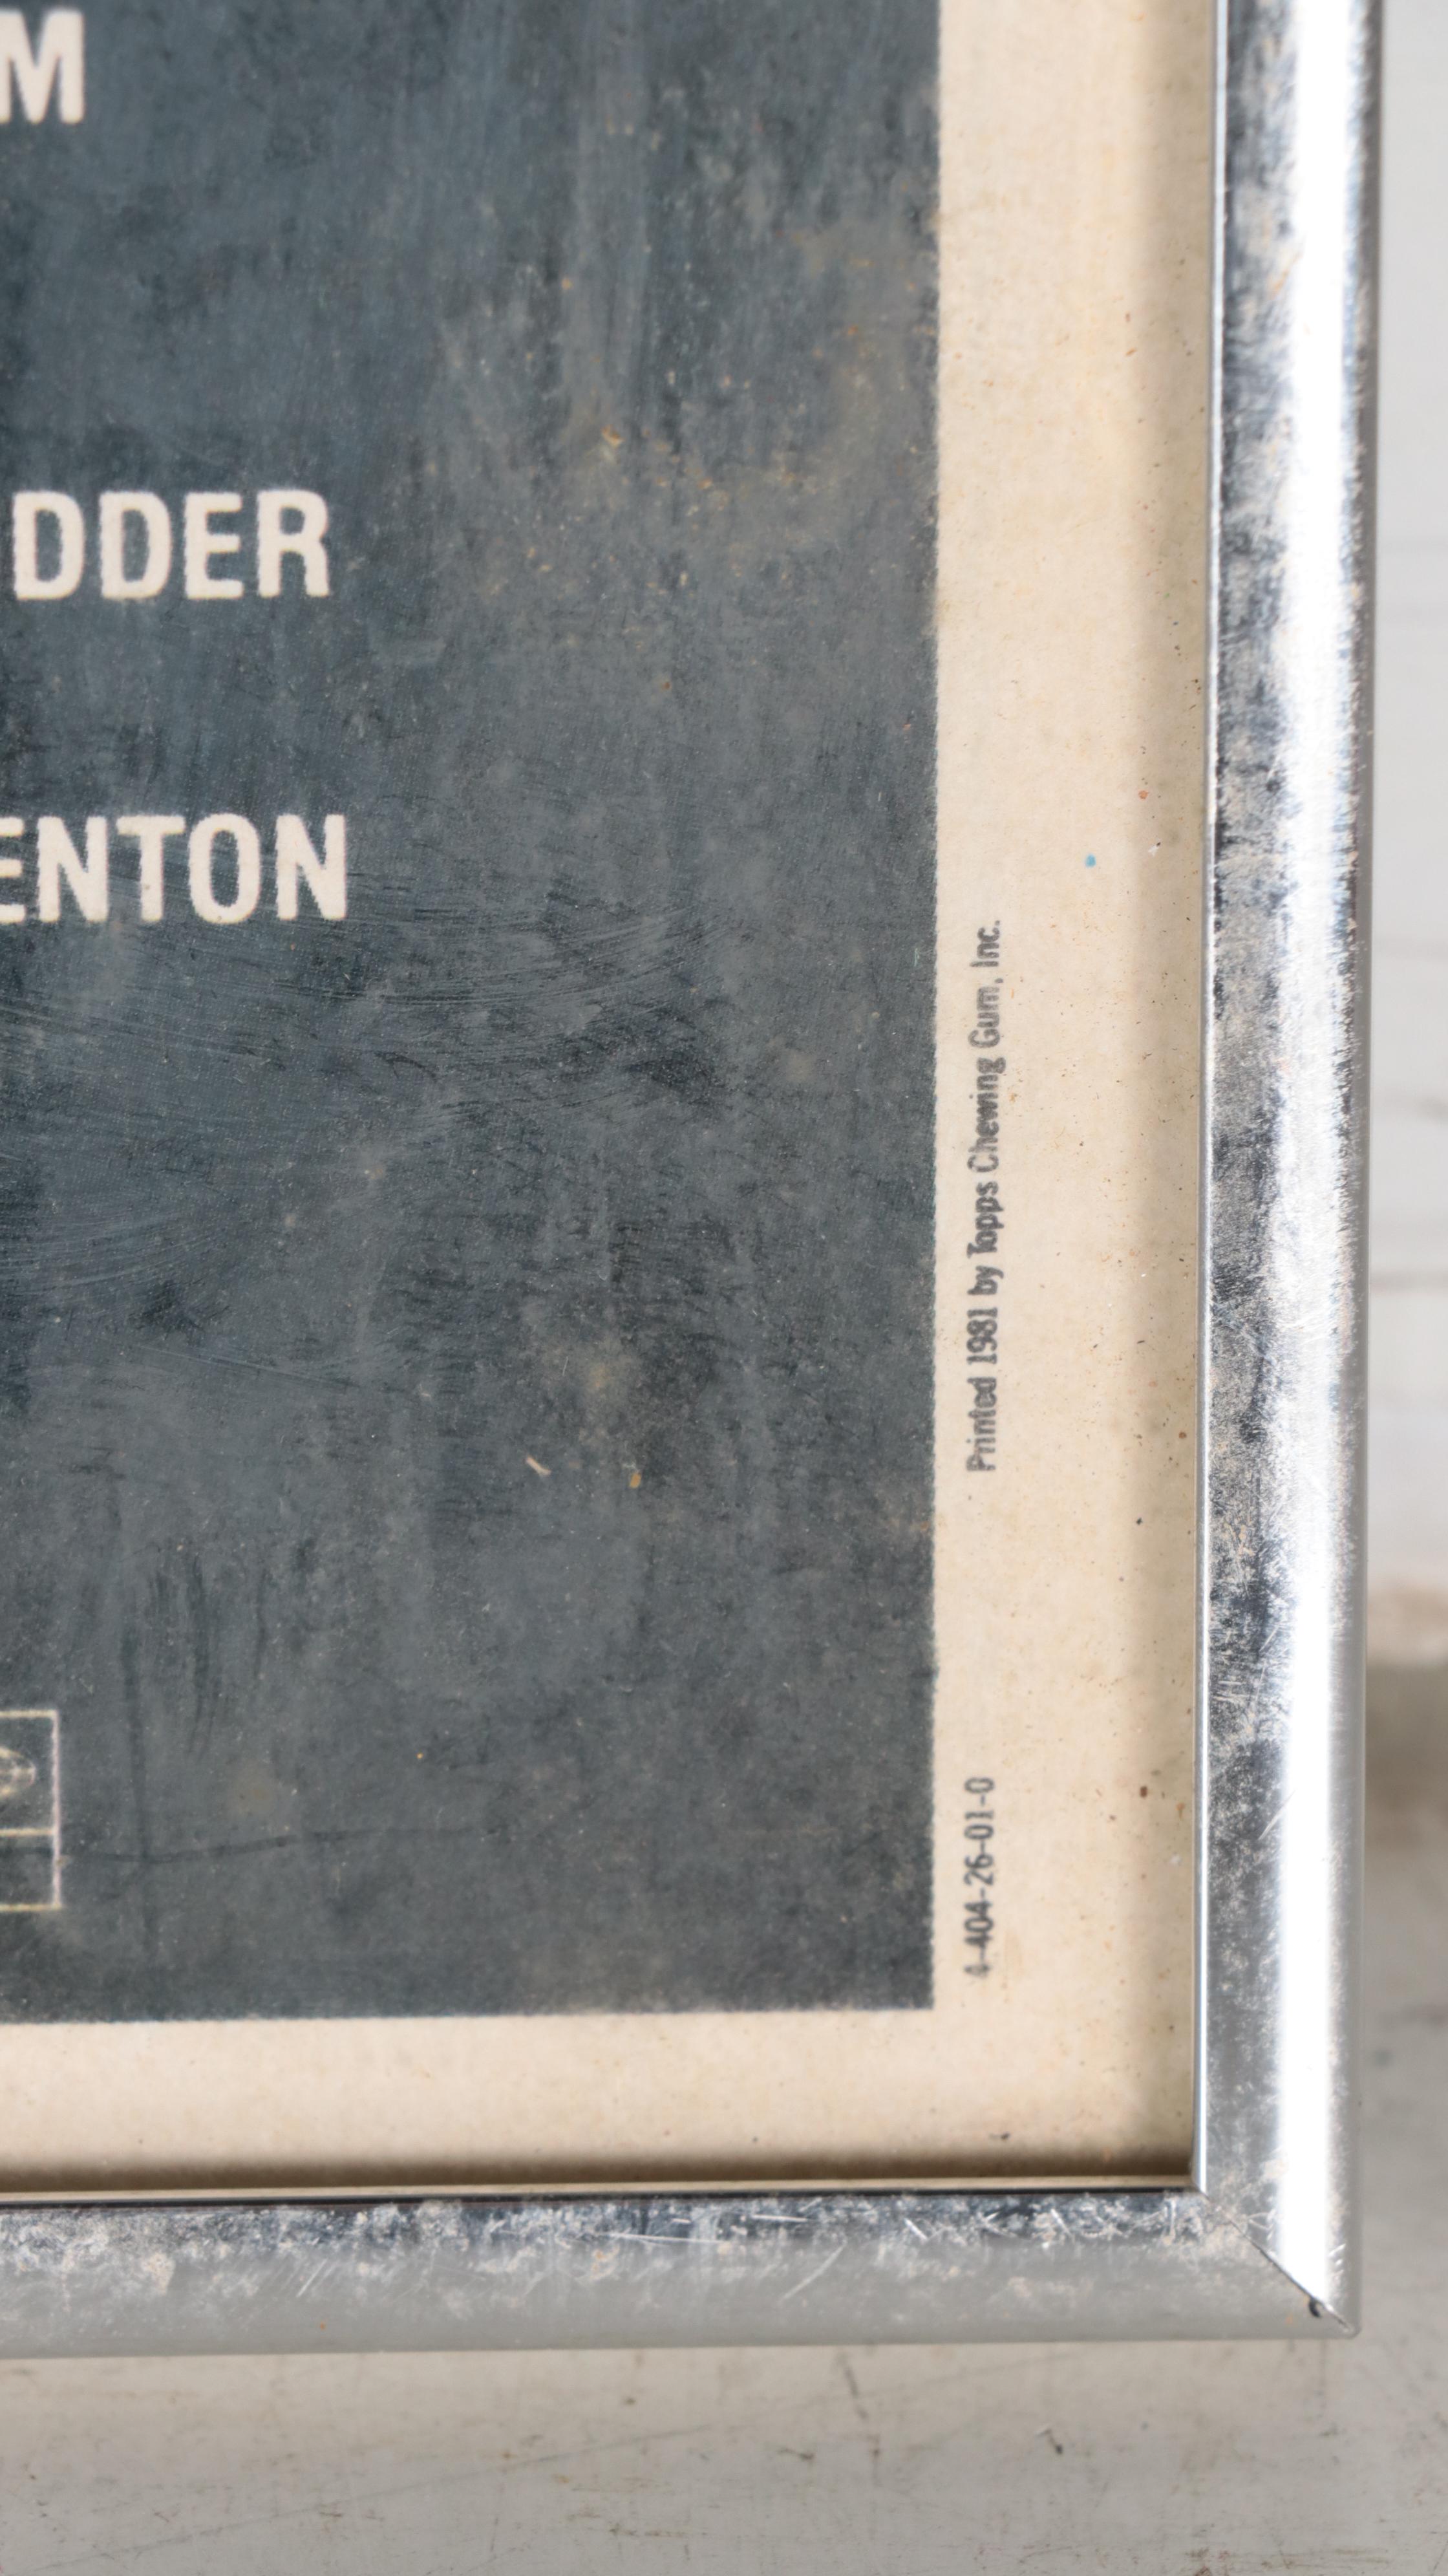 M
DDER
ENTON
Printed 1981 by Topps Chewing Gum, Inc.
4-404-26-01-0